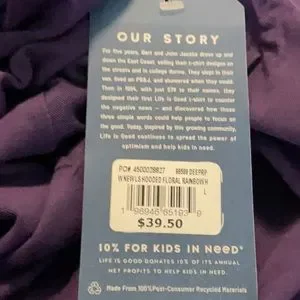 OUR STORY
For five years, Bert and John Jacobs drove up and
down the East Coast selling their t-shirt designs on
the streets and in college dorms. They slept in their
van, lived on PB&J, and showered when they could.
Then in 1994, with just $78 to their names, they
designed their first Life is Good t-shirt to counter
the negative news — and discovered how those
three simple words could help people to focus on
the good. Today, inspired by this growing community,
Life is Good continues to spread the power of
optimism and help kids in need.
PO# 4500028827
DEEPRP
HOODED FLORAL RAINBOWH
L
$39.50
10% FOR KIDS IN NeeD
LIFE IS GOOD DONATES 10% OF ITS ANNUAL
NET PROFITS TO HELP KIDS IN NEED.
Made From 100% Post-Consumer Recycled Materials